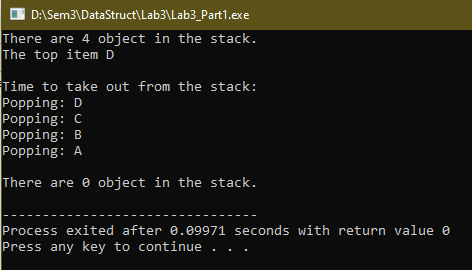 D:\Sem3\DataStruct\Lab3\Lab3_Part1.exe
There are 4 object in the stack.
The top item D
Time to take out from the stack:
Popping: D
Popping: C
Popping: B
Popping: A
There are 0 object in the stack.
--------------------------------
Process exited after 0.09971 seconds with return value 0
Press any key to continue . . .